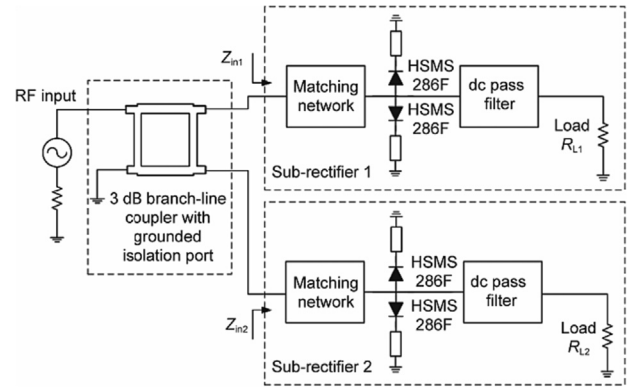 RF input
3 dB branch-line
coupler with
grounded
isolation port
Zin1
Matching
network
HSMS
286F
HSMS
286F
dc pass
filter
Load
RL1
Sub-rectifier 1
Zin2
Matching
network
HSMS
286F
HSMS
286F
dc pass
filter
Load
RL2
Sub-rectifier 2